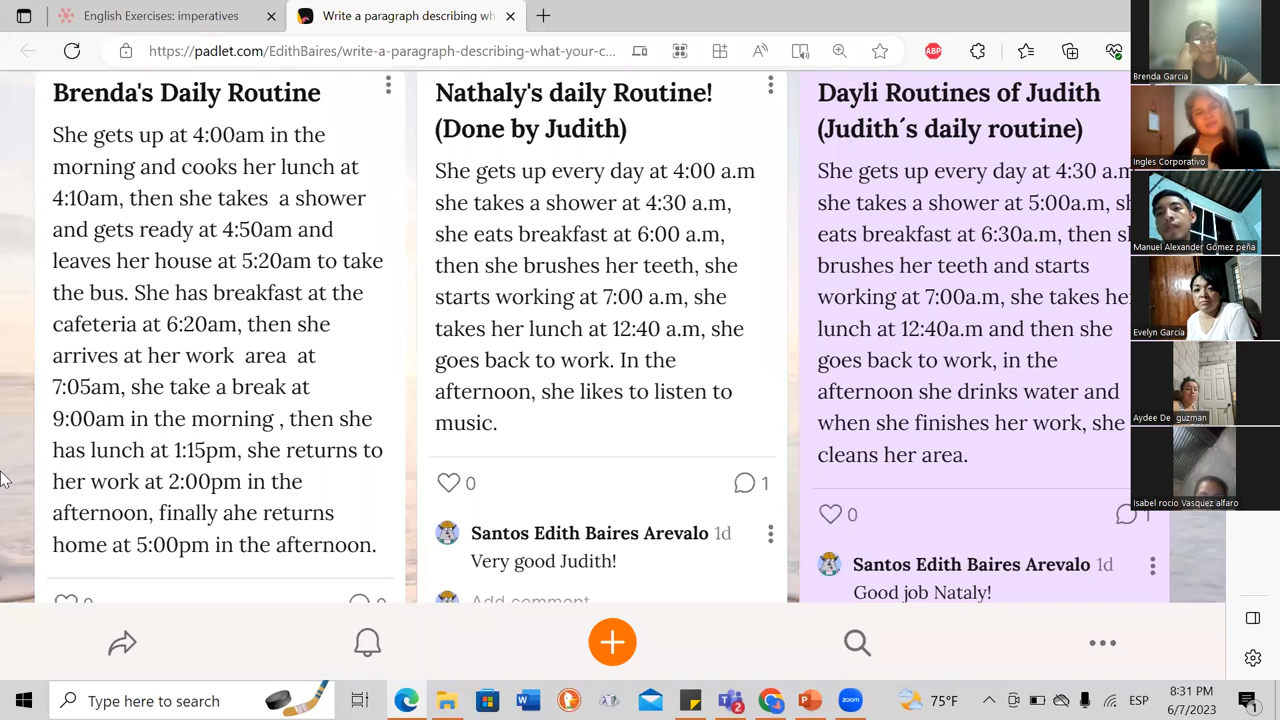 English Exercises: imperatives
Write a paragraph describing wh
https://padlet.com/EdithBaires/write-a-paragraph-describing-what-your-c...
ABP
Brenda's Daily Routine
She gets up at 4:00am in the
morning and cooks her lunch at
4:10am, then she takes a shower
and gets ready at 4:50am and
leaves her house at 5:20am to take
the bus. She has breakfast at the
cafeteria at 6:20am, then she
arrives at her work area at
7:05am, she take a break at
9:00am in the morning , then she
has lunch at 1:15pm, she returns to
her work at 2:00pm in the
afternoon, finally ahe returns
home at 5:00pm in the afternoon.
0
0
Nathaly's daily Routine!
(Done by Judith)
She gets up every day at 4:00 a.m
she takes a shower at 4:30 a.m,
she eats breakfast at 6:00 a.m,
then she brushes her teeth, she
starts working at 7:00 a.m, she
takes her lunch at 12:40 a.m, she
goes back to work. In the
afternoon, she likes to listen to
music.
0
1
Santos Edith Baires Arevalo 1d
Very good Judith!
Add comment
Dayli Routines of Judith
(Judith´s daily routine)
She gets up every day at 4:30 a.m
she takes a shower at 5:00a.m, sh
eats breakfast at 6:30a.m, then s
brushes her teeth and starts
working at 7:00a.m, she takes her
lunch at 12:40a.m and then she
goes back to work, in the
afternoon she drinks water and
when she finishes her work, she
cleans her area.
0
1
Santos Edith Baires Arevalo 1d
Good job Nataly!
Brenda Garcia
Ingles Corporativo
Manuel Alexander Gómez peña
Evelyn García
Aydee De guzman
Isabel rocio Vasquez alfaro
Type here to search
2
zoom
75°F
ESP
8:31 PM
6/7/2023
1